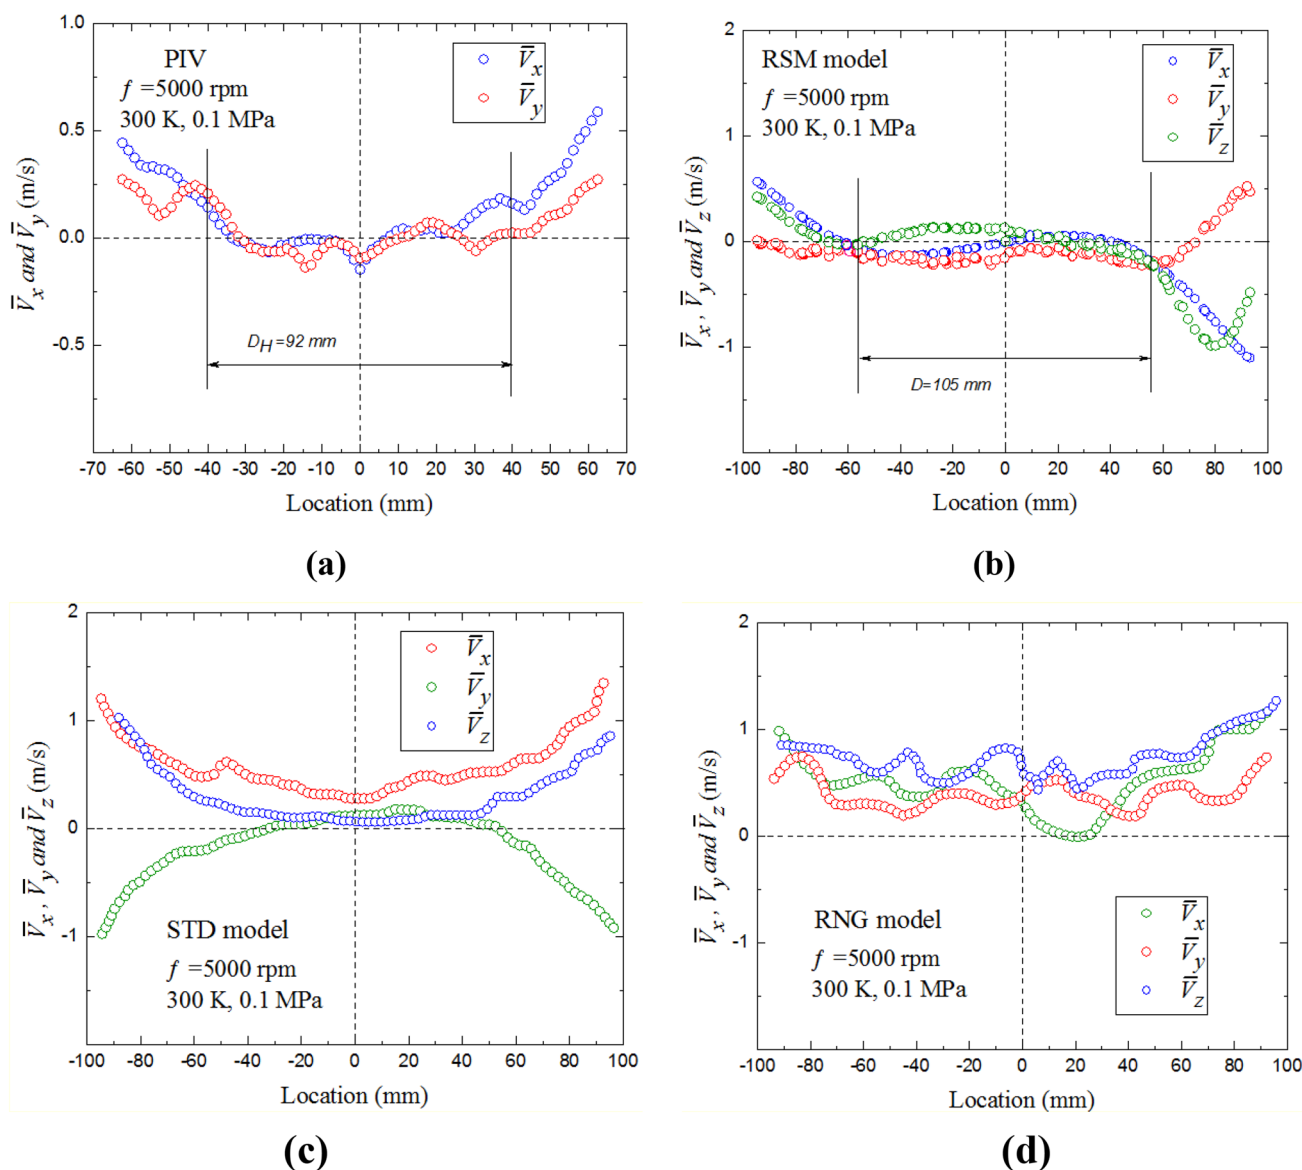 PIV
f =5000 rpm
300 K, 0.1 MPa
V̅x
V̅y
V̅x and V̅y (m/s)
1.0
0.5
0.0
-0.5
DH=92 mm
-70 -60 -50 -40 -30 -20 -10 0 10 20 30 40 50 60 70
Location (mm)
(a)
RSM model
f =5000 rpm
300 K, 0.1 MPa
V̅x
V̅y
V̅z
V̅x , V̅y and V̅z (m/s)
2
1
0
-1
D=105 mm
-100 -80 -60 -40 -20 0 20 40 60 80 100
Location (mm)
(b)
V̅x
V̅y
V̅z
V̅x , V̅y and V̅z (m/s)
2
1
0
-1
STD model
f =5000 rpm
300 K, 0.1 MPa
-100 -80 -60 -40 -20 0 20 40 60 80 100
Location (mm)
(c)
V̅x , V̅y and V̅z (m/s)
2
1
0
-1
RNG model
f =5000 rpm
300 K, 0.1 MPa
V̅x
V̅y
V̅z
-100 -80 -60 -40 -20 0 20 40 60 80 100
Location (mm)
(d)